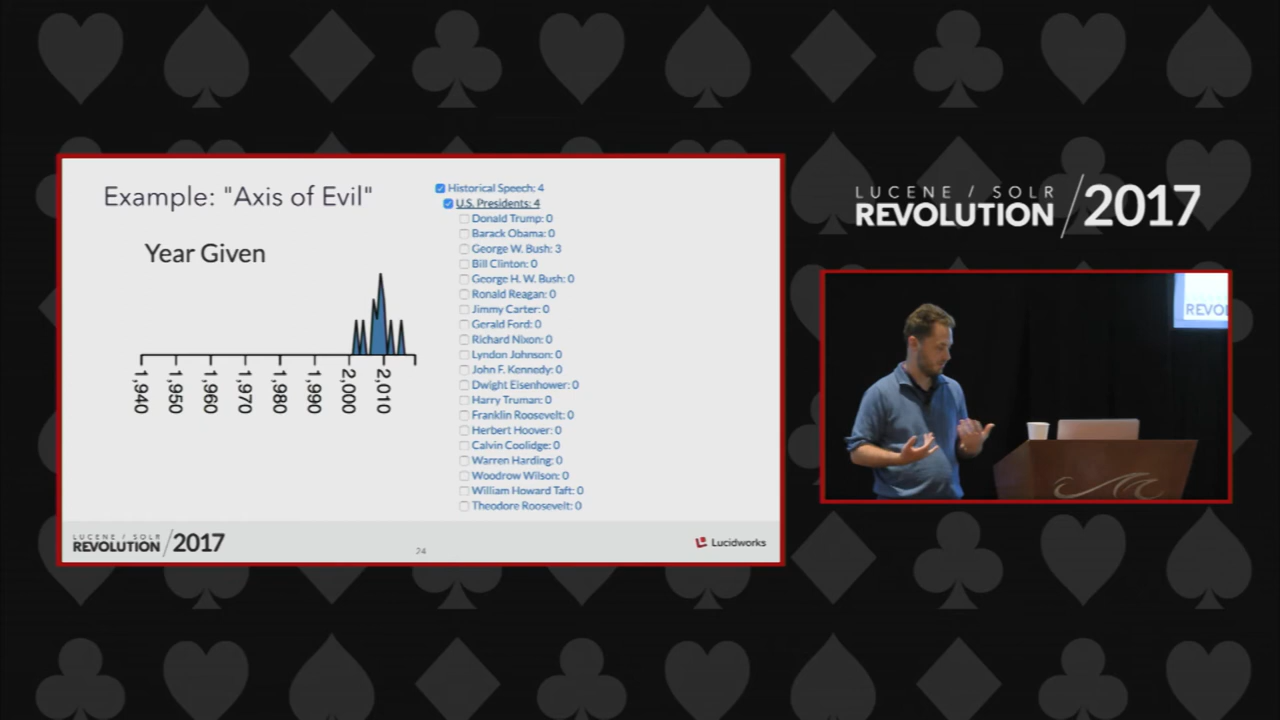 Example: "Axis of Evil"
Year Given
1,940
1,950
1,960
1,970
1,980
1,990
2,000
2,010
Historical Speech: 4
U.S. Presidents: 4
Donald Trump: 0
Barack Obama: 0
George W. Bush: 3
Bill Clinton: 0
George H. W. Bush: 0
Ronald Reagan: 0
Jimmy Carter: 0
Gerald Ford: 0
Richard Nixon: 0
Lyndon Johnson: 0
John F. Kennedy: 0
Dwight Eisenhower: 0
Harry Truman: 0
Franklin Roosevelt: 0
Herbert Hoover: 0
Calvin Coolidge: 0
Warren Harding: 0
Woodrow Wilson: 0
William Howard Taft: 0
Theodore Roosevelt: 0
LUCENE / SOLR
REVOLUTION / 2017
24
Lucidworks
LUCENE / SOLR
REVOLUTION / 2017
REVOL